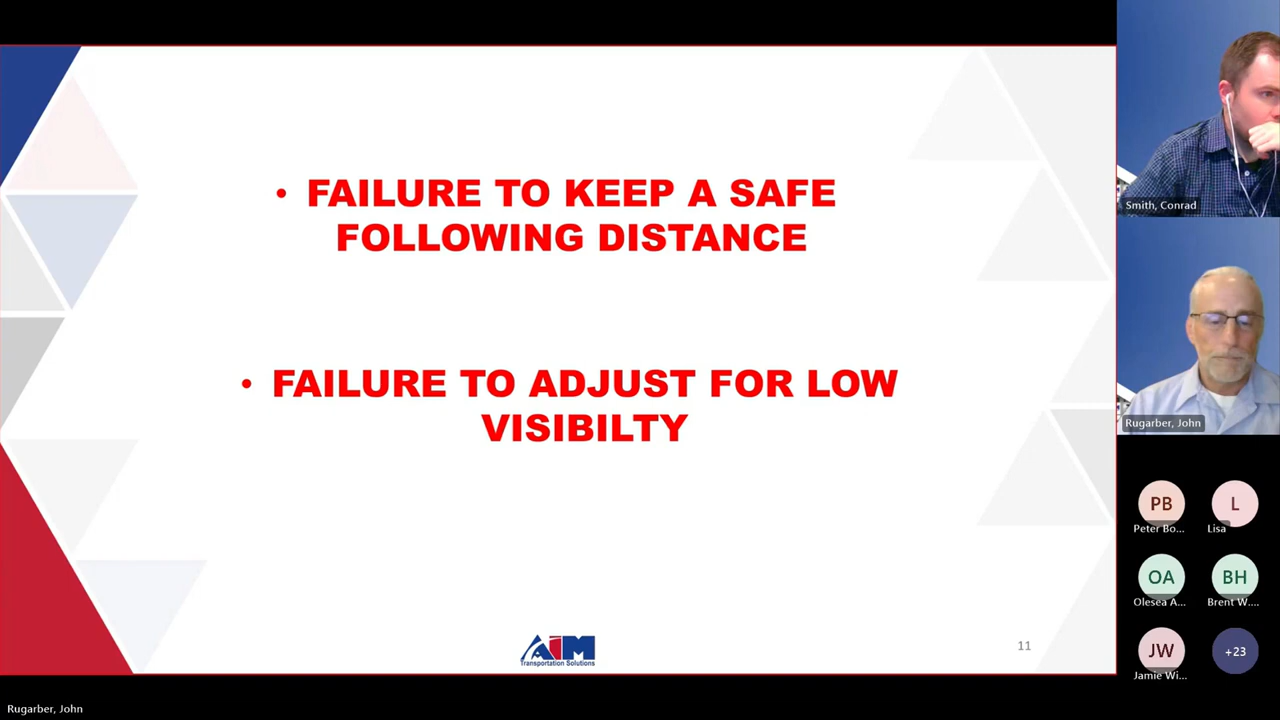 • FAILURE TO KEEP A SAFE
FOLLOWING DISTANCE
• FAILURE TO ADJUST FOR LOW
VISIBILTY
AIM
Transportation Solutions
11
Smith, Conrad
Rugarber, John
PB
Peter Bo...
L
Lisa
OA
Olesea A...
BH
Brent W....
JW
Jamie Wi...
+23
Rugarber, John